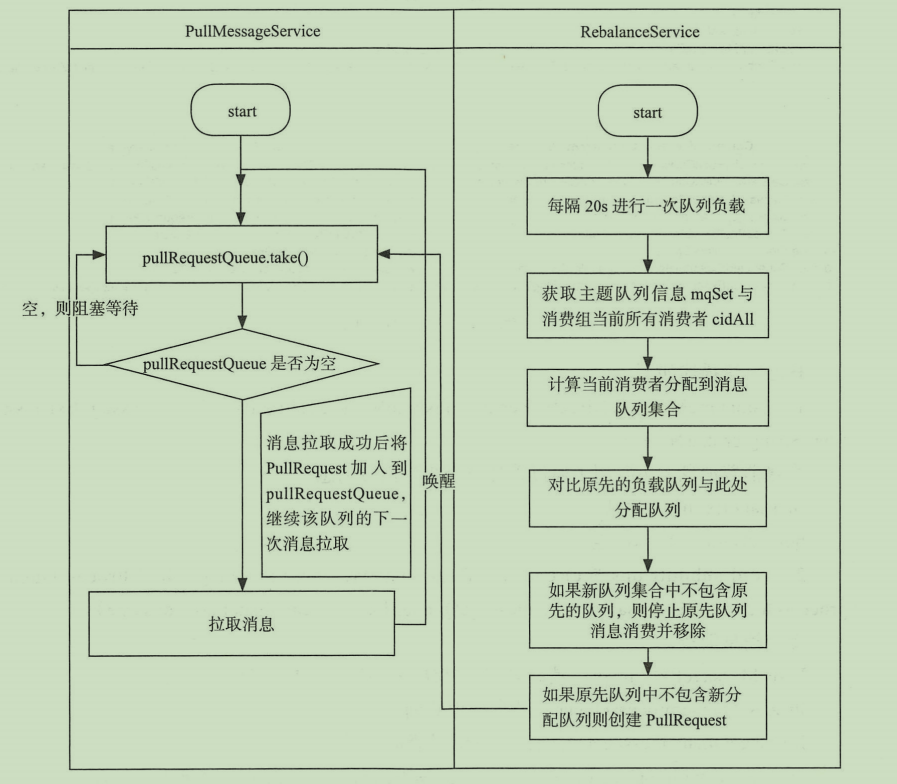 PullMessageService
start
pullRequestQueue.take()
空，则阻塞等待
pullRequestQueue 是否为空
消息拉取成功后将
PullRequest 加入到
pullRequestQueue，
继续该队列的下一
次消息拉取
唤醒
拉取消息
RebalanceService
start
每隔 20s 进行一次队列负载
获取主题队列信息 mqSet 与
消费组当前所有消费者 cidAll
计算当前消费者分配到消息
队列集合
对比原先的负载队列与此处
分配队列
如果新队列集合中不包含原
先的队列，则停止原先队列
消息消费并移除
如果原先队列中不包含新分
配队列则创建 PullRequest